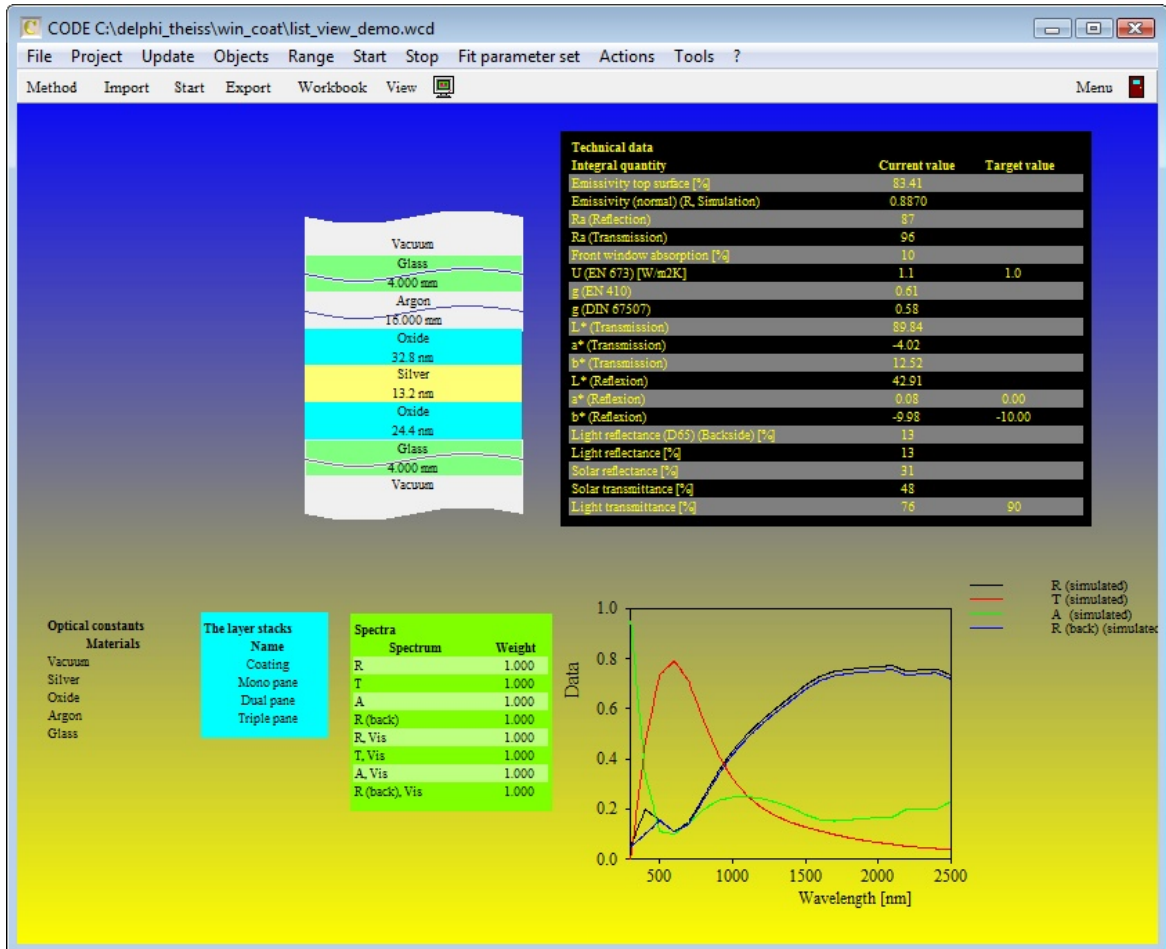 CODE C:\delphi_theiss\win_coat\list_view_demo.wcd
File Project Update Objects Range Start Stop Fit parameter set Actions Tools ?
Method Import Start Export Workbook View Menu
Vacuum
Glass
4.000 mm
Argon
16.000 mm
Oxide
32.8 nm
Silver
13.2 nm
Oxide
24.4 nm
Glass
4.000 mm
Vacuum
Technical data
Integral quantity Current value Target value
Emissivity top surface [%] 83.41
Emissivity (normal) (R, Simulation) 0.8870
Ra (Reflection) 87
Ra (Transmission) 96
Front window absorption [%] 10
U (EN 673) [W/m2K] 1.1 1.0
g (EN 410) 0.61
g (DIN 67507) 0.58
L* (Transmission) 89.84
a* (Transmission) -4.02
b* (Transmission) 12.52
L* (Reflexion) 42.91
a* (Reflexion) 0.08 0.00
b* (Reflexion) -9.98 -10.00
Light reflectance (D65) (Backside) [%] 13
Light reflectance [%] 13
Solar reflectance [%] 31
Solar transmittance [%] 48
Light transmittance [%] 76 90
Optical constants
Materials
Vacuum
Silver
Oxide
Argon
Glass
The layer stacks
Name
Coating
Mono pane
Dual pane
Triple pane
Spectra
Spectrum Weight
R 1.000
T 1.000
A 1.000
R (back) 1.000
R, Vis 1.000
T, Vis 1.000
A, Vis 1.000
R (back), Vis 1.000
R (simulated)
T (simulated)
A (simulated)
R (back) (simulated
1.0
0.8
0.6
0.4
0.2
0.0
Data
500 1000 1500 2000 2500
Wavelength [nm]